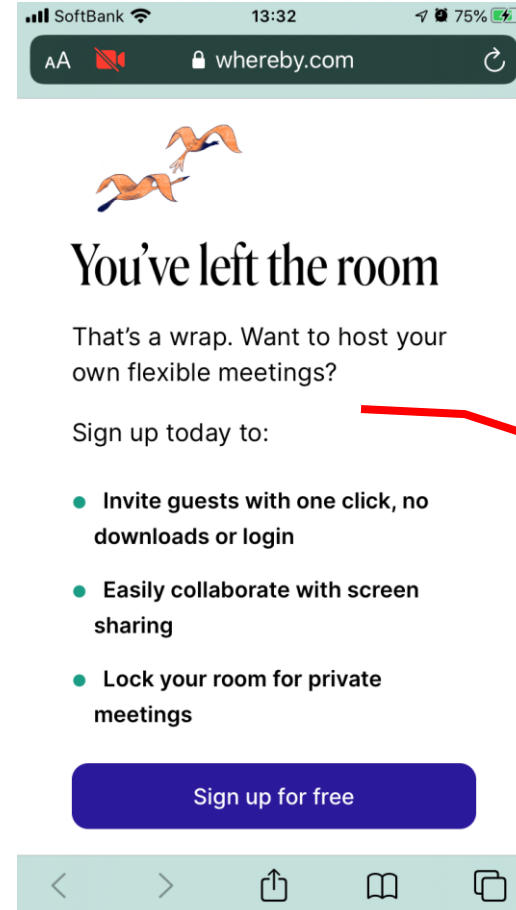 SoftBank 13:32 75%
AA whereby.com
You’ve left the room
That’s a wrap. Want to host your
own flexible meetings?
Sign up today to:
Invite guests with one click, no
downloads or login
Easily collaborate with screen
sharing
Lock your room for private
meetings
Sign up for free